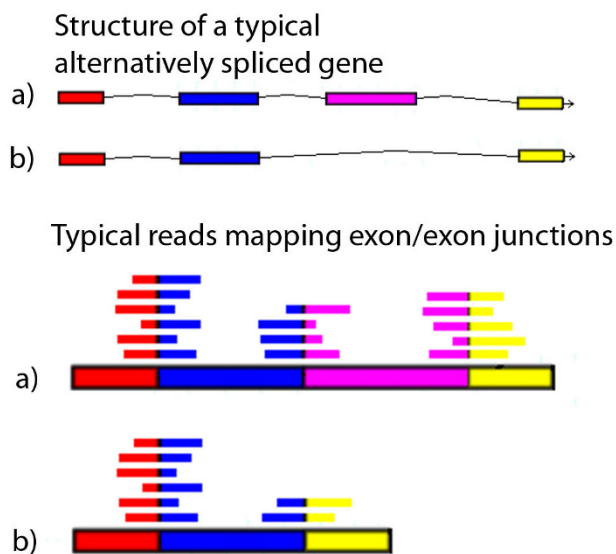 Structure of a typical
alternatively spliced gene
a)
b)
Typical reads mapping exon/exon junctions
a)
b)